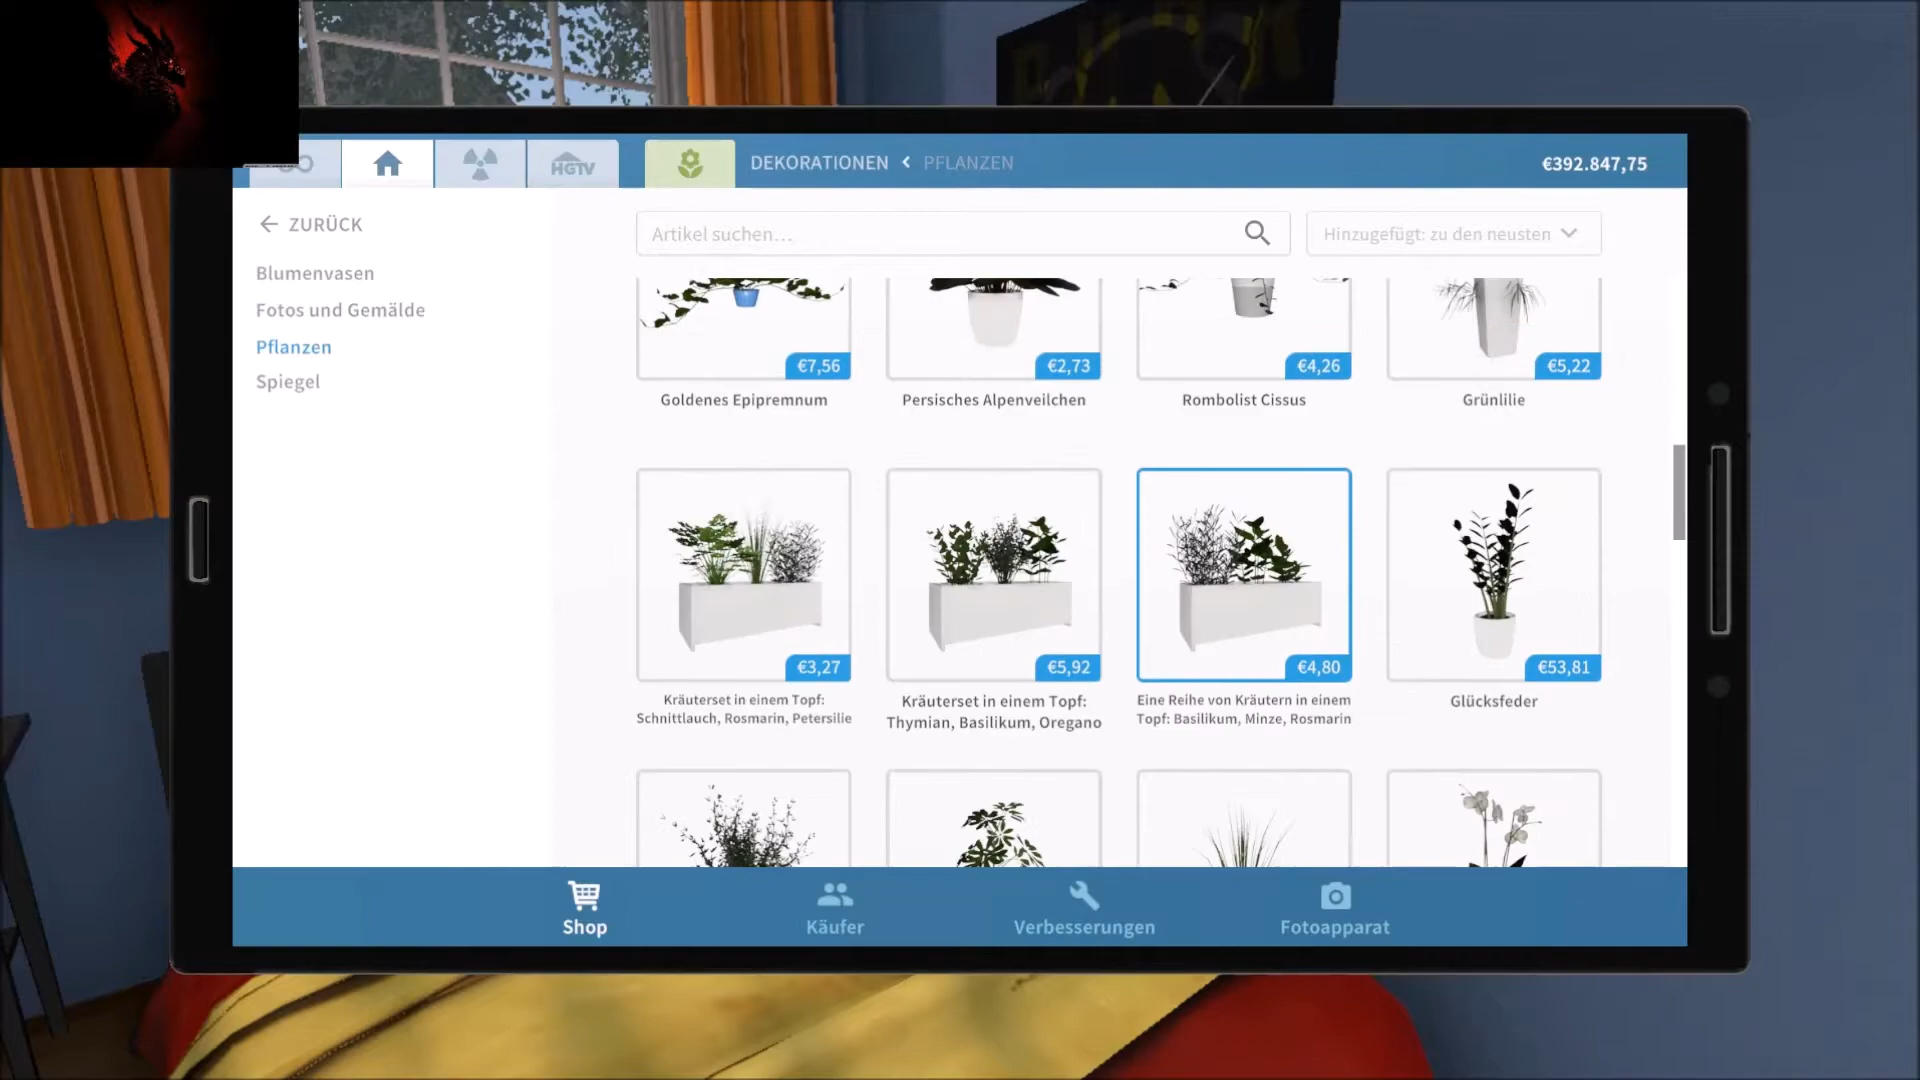 HGTV
DEKORATIONEN < PFLANZEN
€392.847,75
ZURÜCK
Blumenvasen
Fotos und Gemälde
Pflanzen
Spiegel
Artikel suchen...
Hinzugefügt: zu den neusten
€7,56
€2,73
€4,26
€5,22
Goldenes Epipremnum
Persisches Alpenveilchen
Rombolist Cissus
Grünlilie
€3,27
€5,92
€4,80
€53,81
Kräuterset in einem Topf:
Schnittlauch, Rosmarin, Petersilie
Kräuterset in einem Topf:
Thymian, Basilikum, Oregano
Eine Reihe von Kräutern in einem
Topf: Basilikum, Minze, Rosmarin
Glücksfeder
Shop
Käufer
Verbesserungen
Fotoapparat